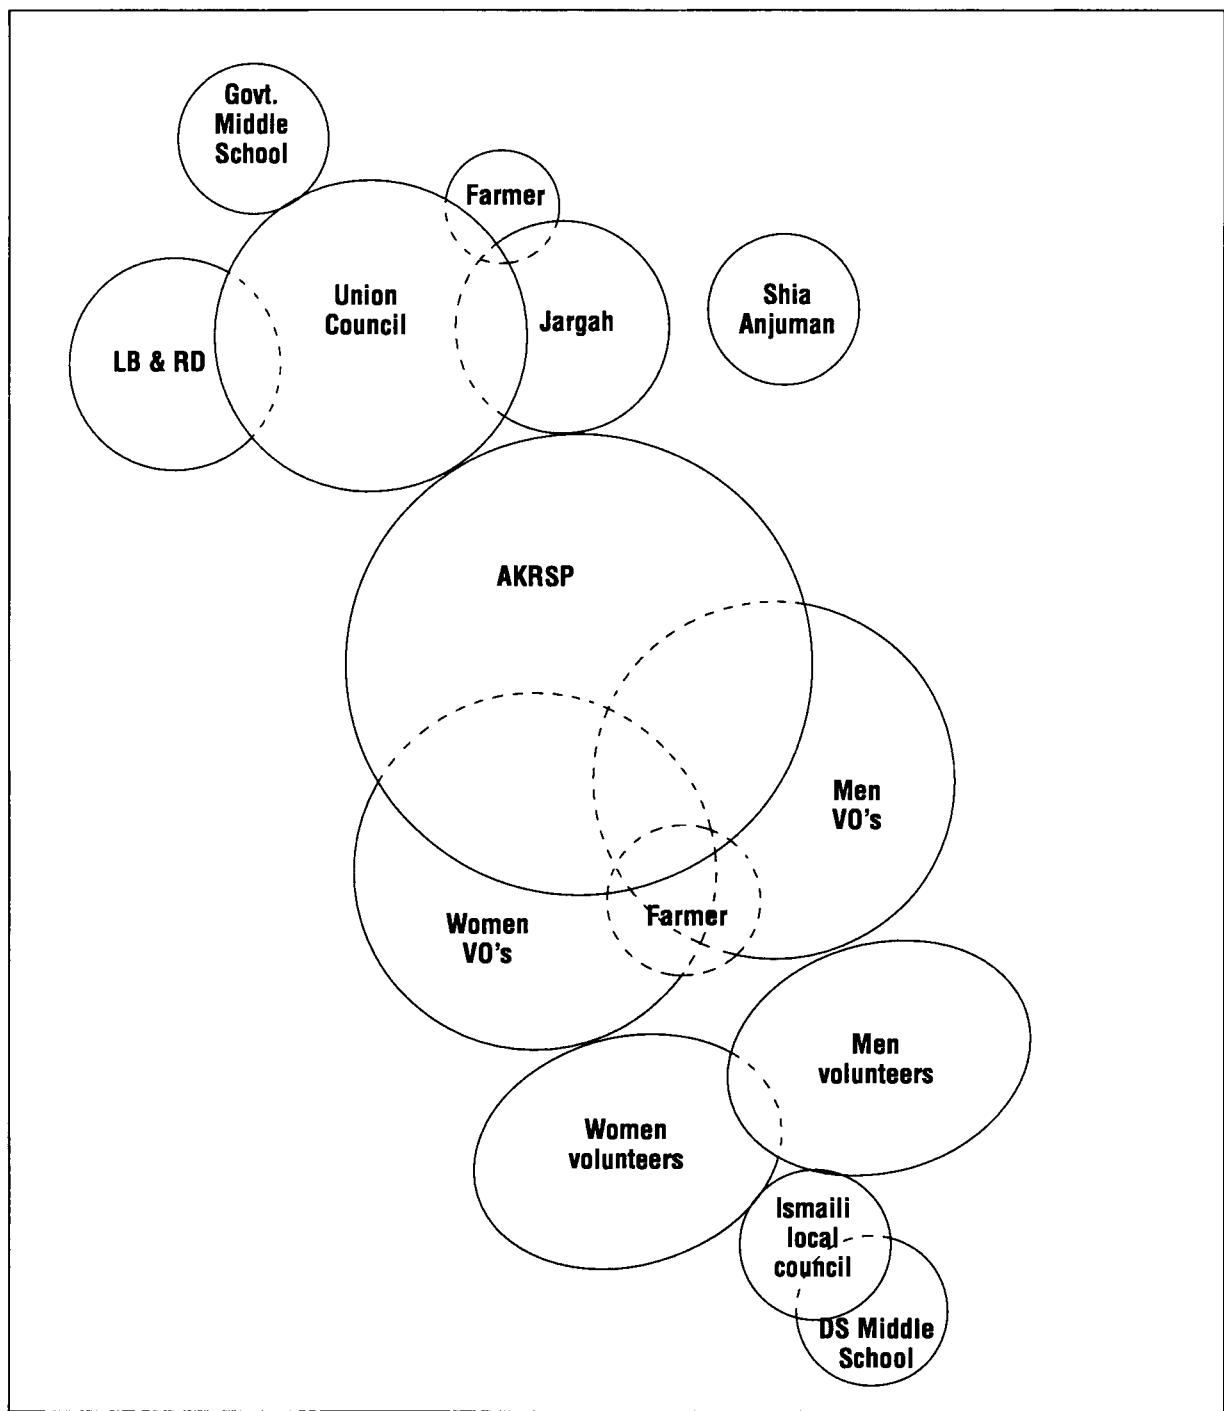 Govt.
Middle
School
Farmer
Union
Council
Jargah
Shia
Anjuman
LB & RD
AKRSP
Men
VO's
Women
VO's
Farmer
Men
volunteers
Women
volunteers
Ismaili
local
council
DS Middle
School